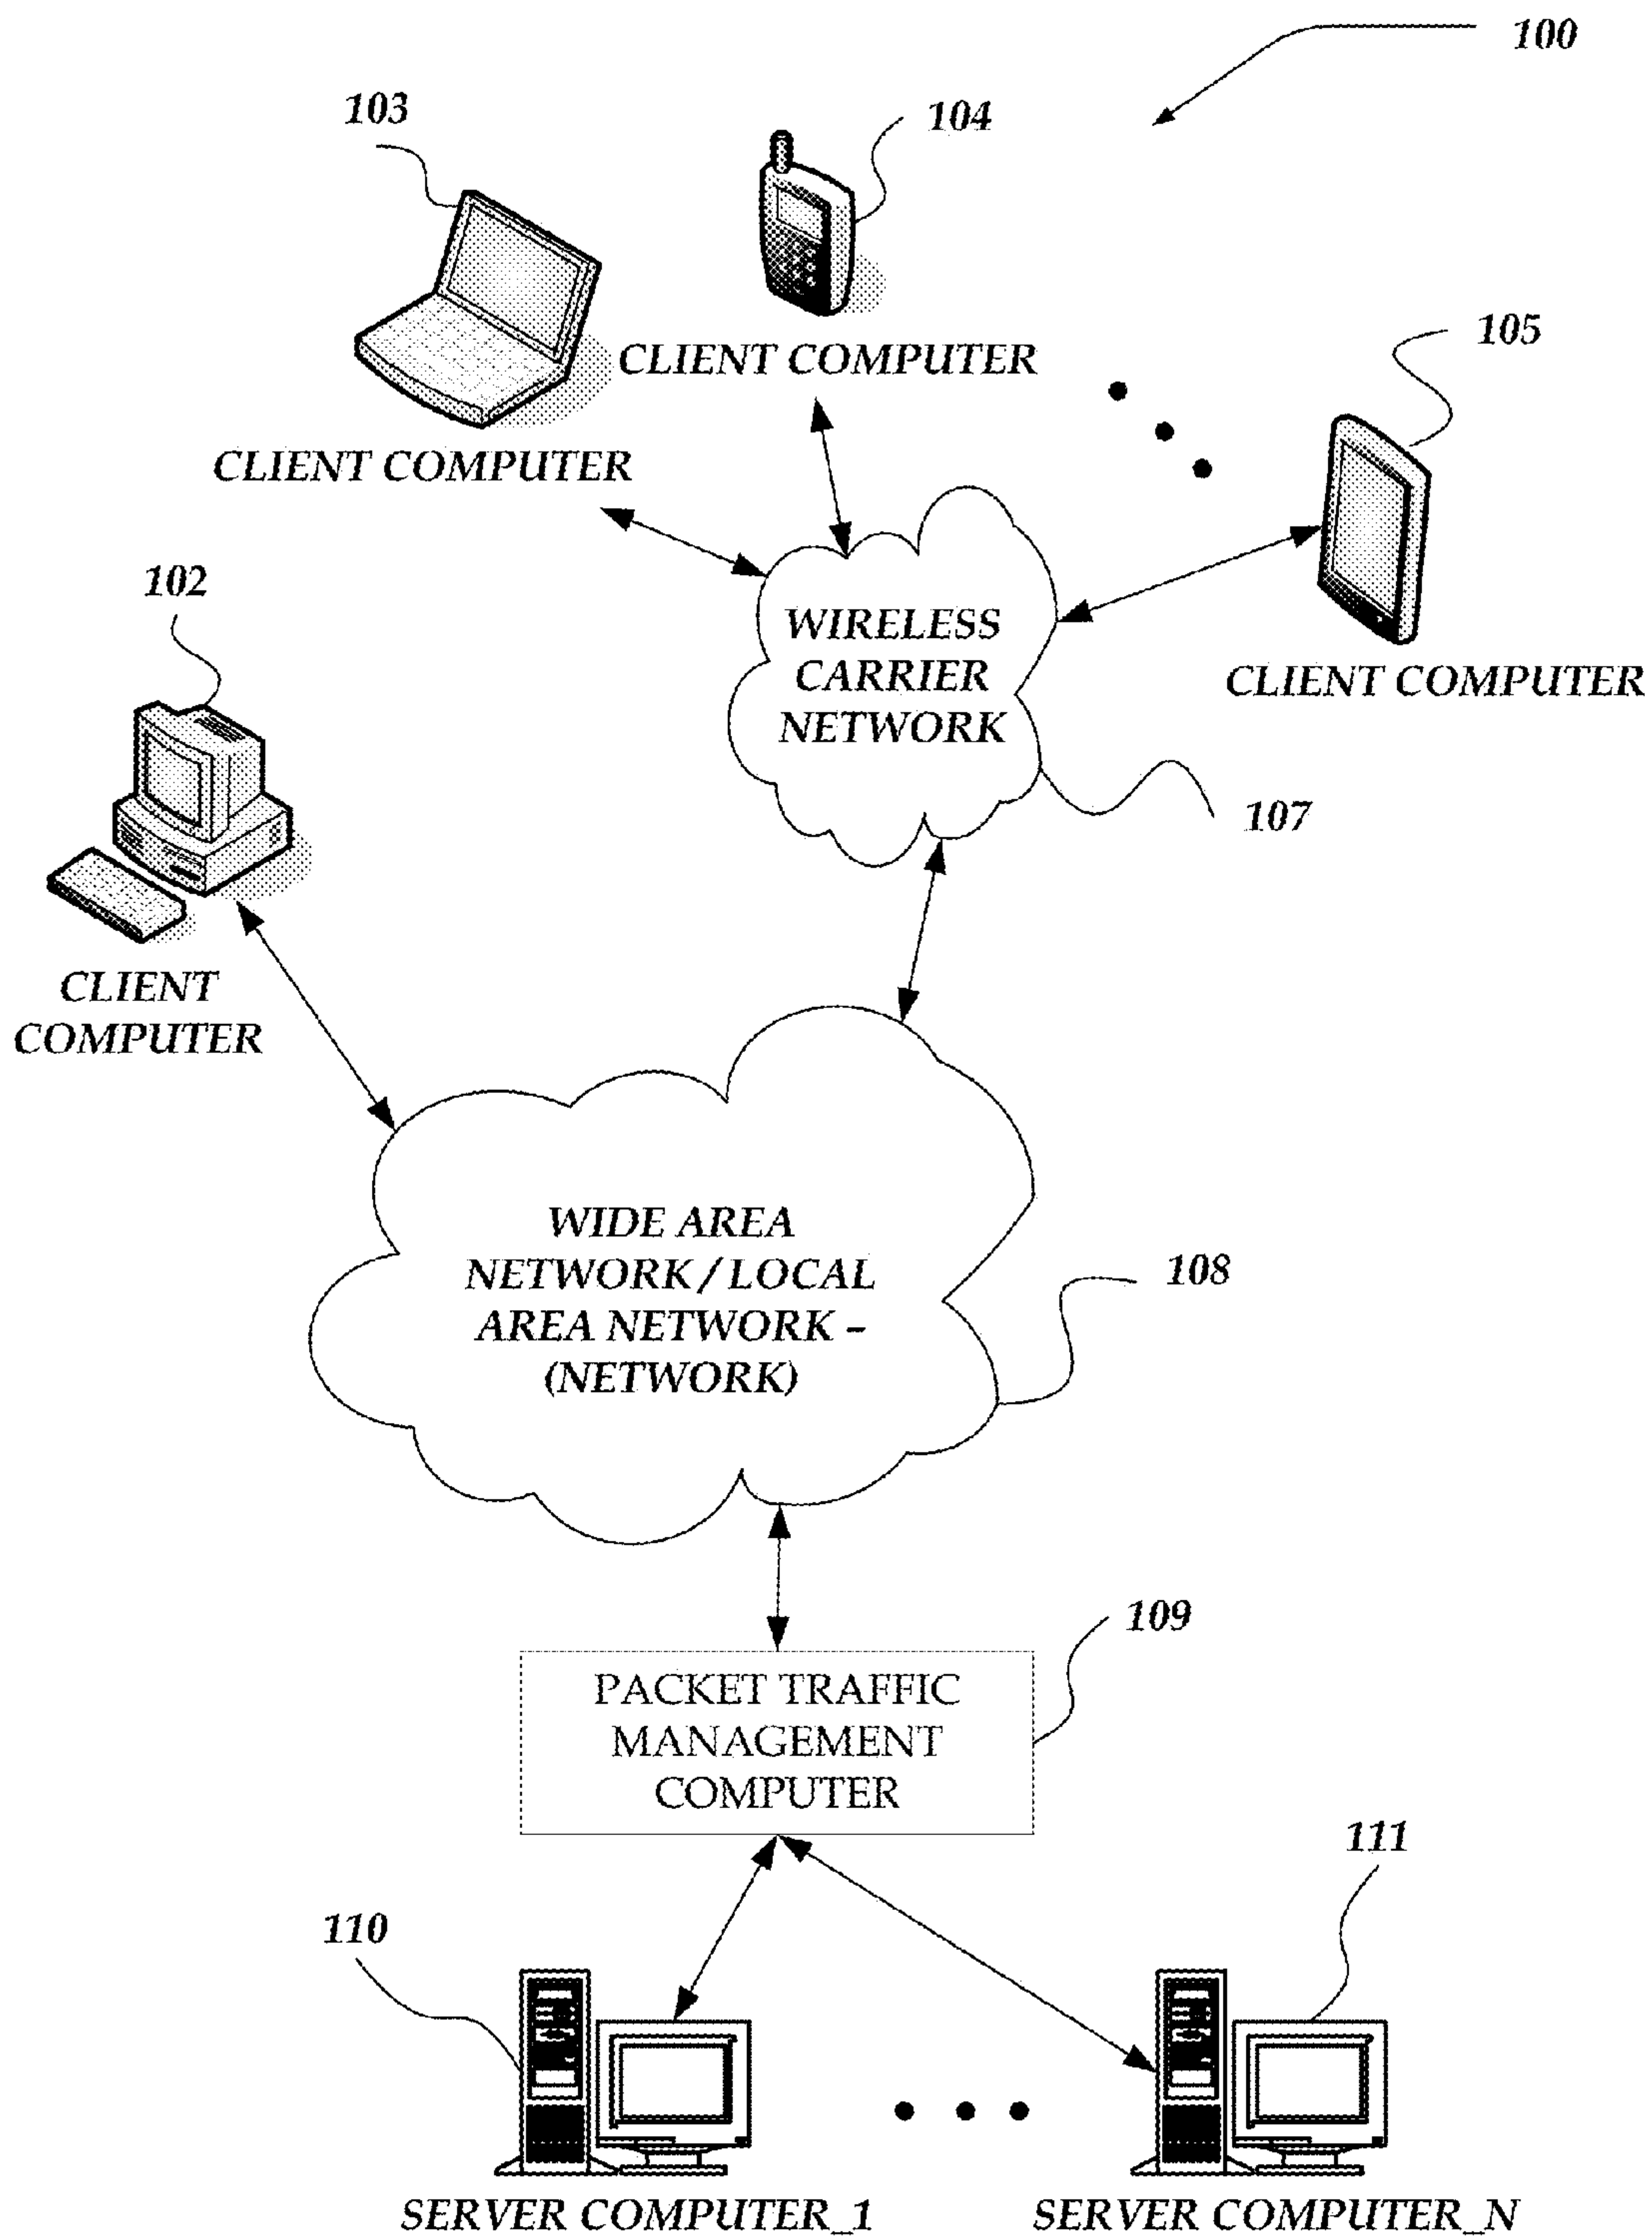 100
103
104
CLIENT COMPUTER
105
CLIENT COMPUTER
102
WIRELESS
CARRIER
NETWORK
CLIENT COMPUTER
107
CLIENT
COMPUTER
WIDE AREA
NETWORK / LOCAL
AREA NETWORK –
(NETWORK)
108
109
PACKET TRAFFIC
MANAGEMENT
COMPUTER
111
110
SERVER COMPUTER_1
SERVER COMPUTER_N